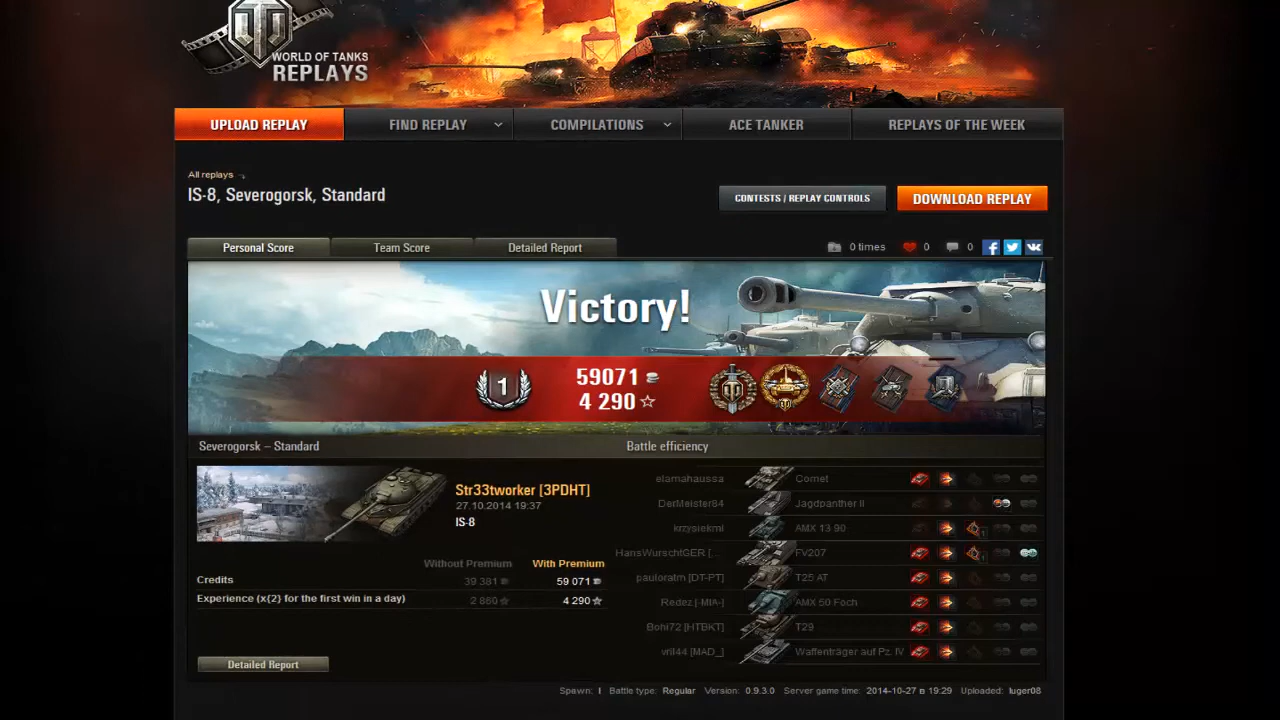 WORLD OF TANKS
REPLAYS
UPLOAD REPLAY FIND REPLAY COMPILATIONS ACE TANKER REPLAYS OF THE WEEK
All replays
IS-8, Severogorsk, Standard
CONTESTS / REPLAY CONTROLS DOWNLOAD REPLAY
Personal Score Team Score Detailed Report 0 times 0 0
Victory!
1
59071
4 290
Severogorsk – Standard Battle efficiency
elamahaussa Comet
Str33tworker [3PDHT]
DerMeister84 Jagdpanther II
27.10.2014 19:37
IS-8
krzysiekmi AMX 13 90 1
HansWurschtGER [... FV207 1
Without Premium With Premium
Credits 39 381 59 071
pauloratm [DT-PT] T25 AT
Experience (x{2} for the first win in a day) 2 860 4 290
Redez [-MIA-] AMX 50 Foch
Bohi72 [HTBKT] T29
vril44 [MAD_] Waffenträger auf Pz. IV
Detailed Report
Spawn: I Battle type: Regular Version: 0.9.3.0 Server game time: 2014-10-27 в 19:29 Uploaded: luger08